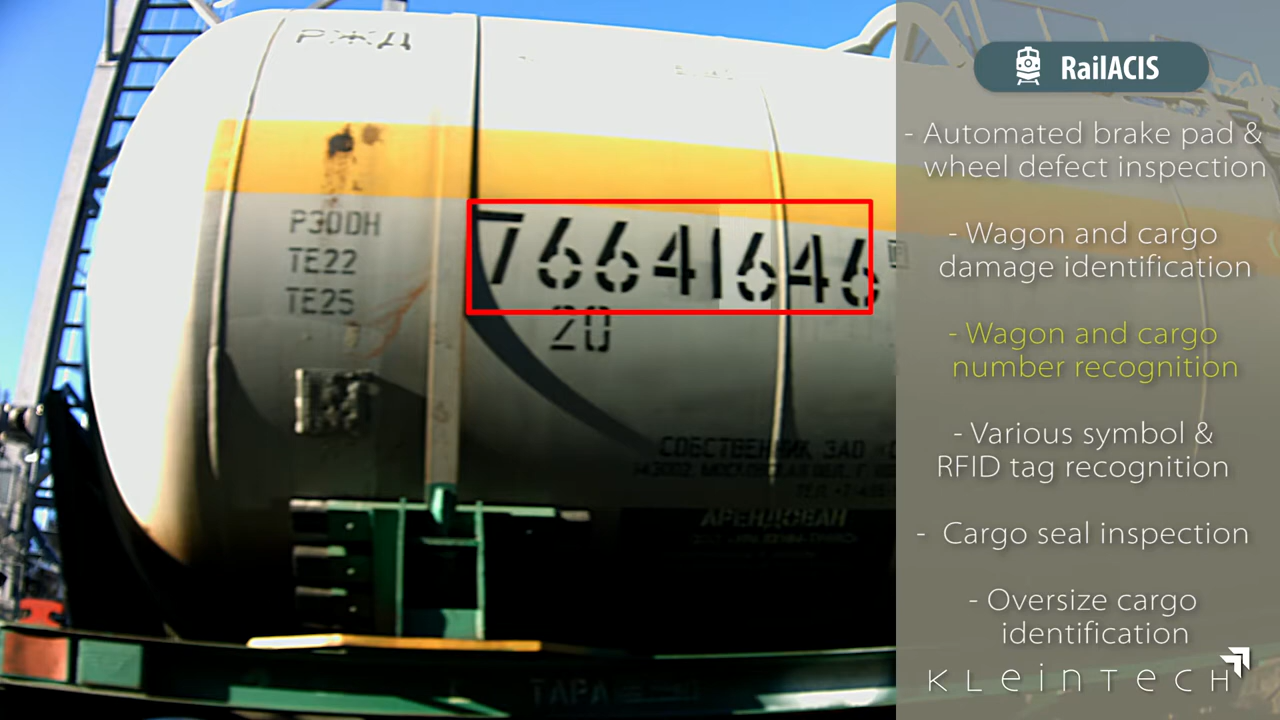 РЖД
РЭООН
ТЕ22
ТЕ25
76641646
20
СОБСТВЕННИК ЗАО
АРЕНДОВАН
ТАРА
RailACIS
- Automated brake pad &
wheel defect inspection
- Wagon and cargo
damage identification
- Wagon and cargo
number recognition
- Various symbol &
RFID tag recognition
- Cargo seal inspection
- Oversize cargo
identification
KLEINTECH